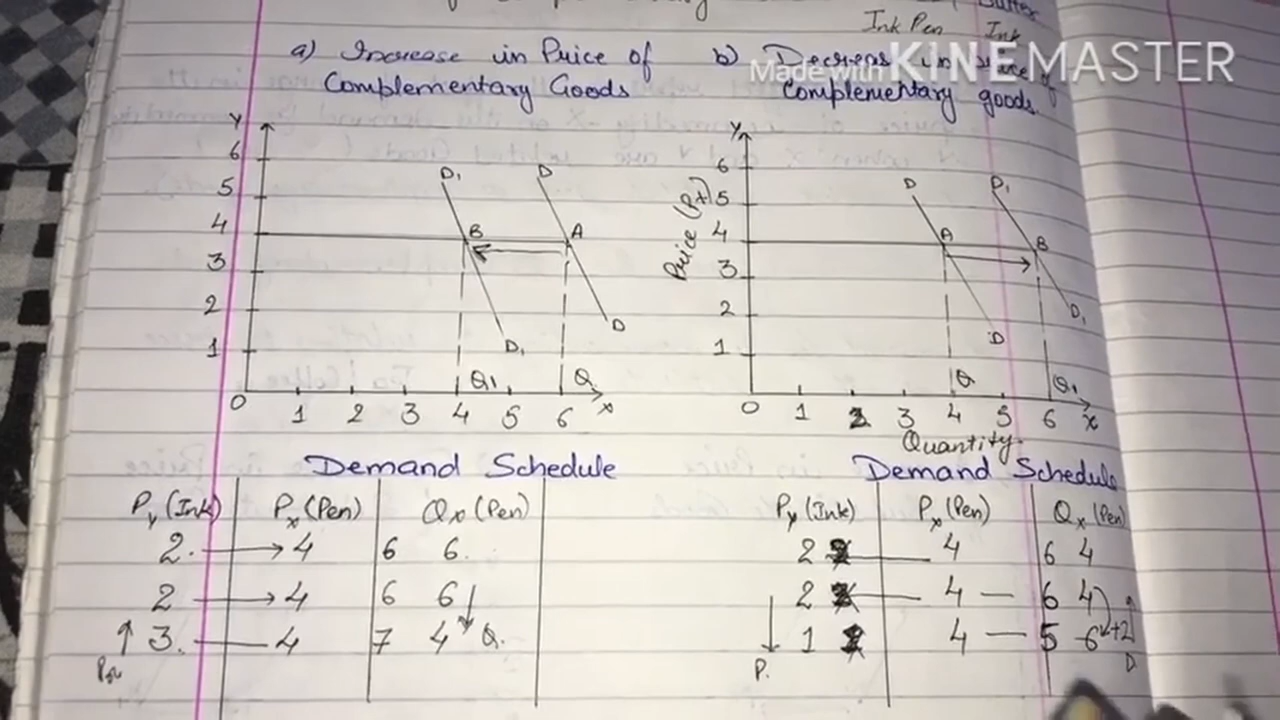 Ink Pen Ink
a) Increase in Price of
Complementary Goods
b) Decrease in
Complementary goods.
Made with KINEMASTER
Y
6
5
4
3
2
1
0 1 2 3 4 5 6 x
D1 D
B A
D
D1
Q1 Q
Y
Price (Px)
6
5
4
3
2
1
0 1 2 3 4 5 6 x
D D1
A B
D1
D
Q Q1
Quantity
Demand Schedule
Py (Ink) Px (Pen) Qx (Pen)
2 4 6 6
2 4 6 6
3 4 7 4 Q
Demand Schedule
Py (Ink) Px (Pen) Qx (Pen)
2 4 6 4
2 4 6 4
1 4 5 6 +2
P. D